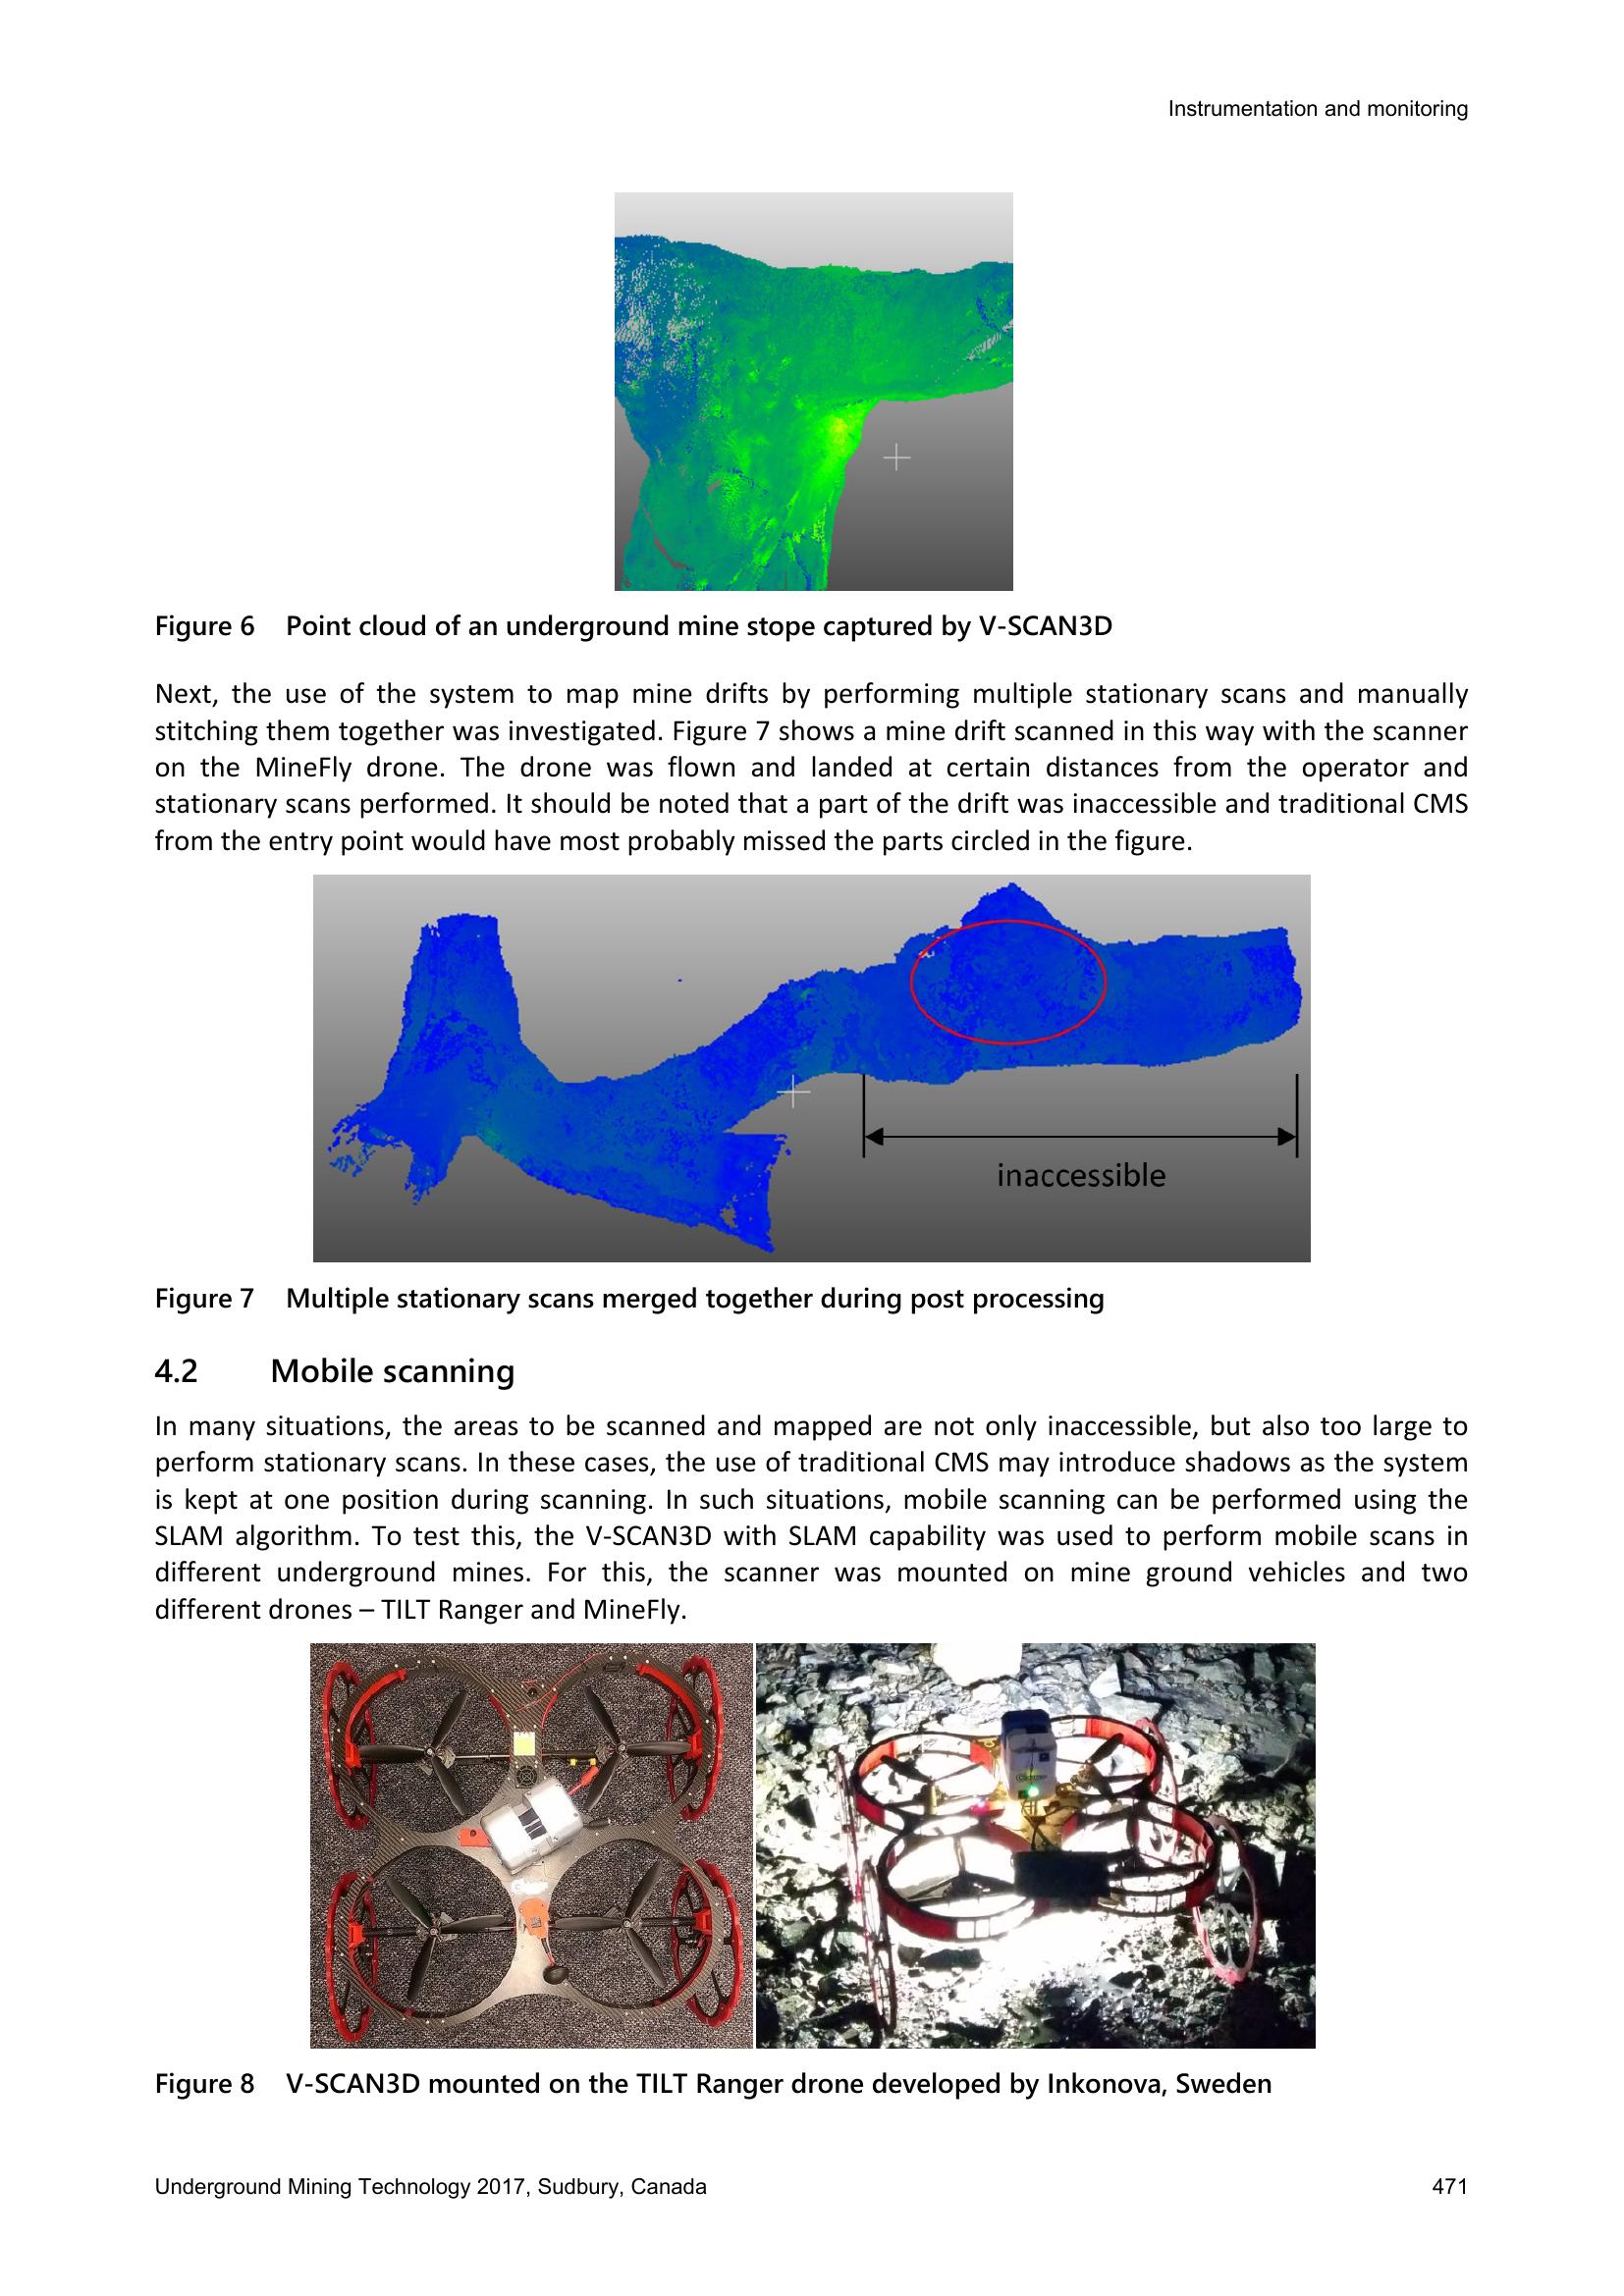 Instrumentation and monitoring
Figure 6 Point cloud of an underground mine stope captured by V-SCAN3D
Next, the use of the system to map mine drifts by performing multiple stationary scans and manually
stitching them together was investigated. Figure 7 shows a mine drift scanned in this way with the scanner
on the MineFly drone. The drone was flown and landed at certain distances from the operator and
stationary scans performed. It should be noted that a part of the drift was inaccessible and traditional CMS
from the entry point would have most probably missed the parts circled in the figure.
inaccessible
Figure 7 Multiple stationary scans merged together during post processing
4.2 Mobile scanning
In many situations, the areas to be scanned and mapped are not only inaccessible, but also too large to
perform stationary scans. In these cases, the use of traditional CMS may introduce shadows as the system
is kept at one position during scanning. In such situations, mobile scanning can be performed using the
SLAM algorithm. To test this, the V-SCAN3D with SLAM capability was used to perform mobile scans in
different underground mines. For this, the scanner was mounted on mine ground vehicles and two
different drones – TILT Ranger and MineFly.
Figure 8 V-SCAN3D mounted on the TILT Ranger drone developed by Inkonova, Sweden
Underground Mining Technology 2017, Sudbury, Canada
471